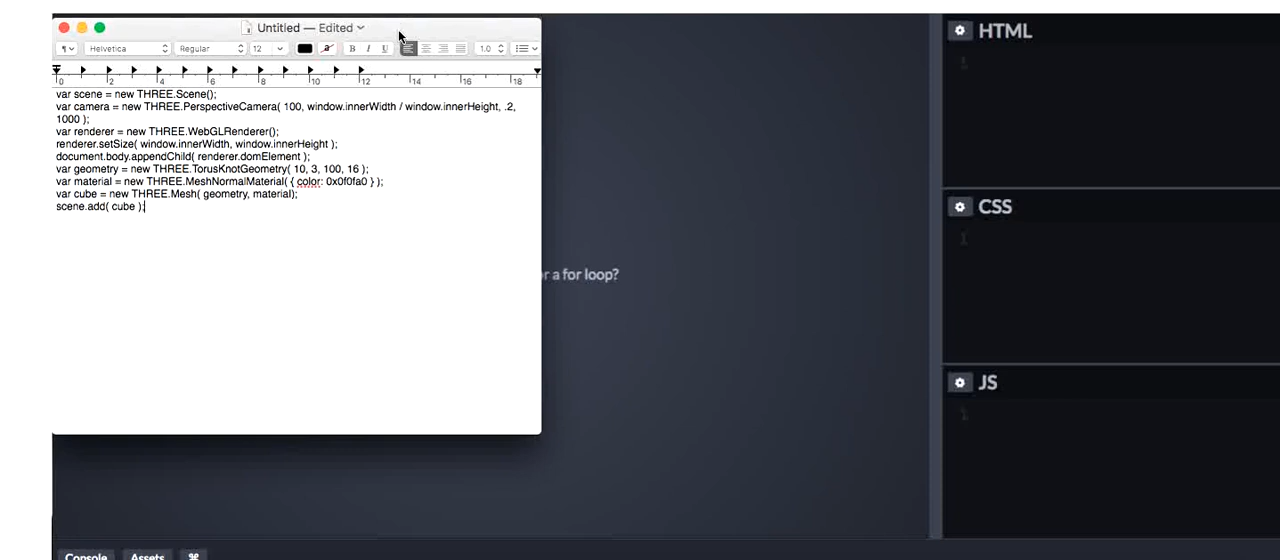 Untitled — Edited
¶ Helvetica Regular 12 a B I U 1.0
0 2 4 6 8 10 12 14 16 18
var scene = new THREE.Scene();
var camera = new THREE.PerspectiveCamera( 100, window.innerWidth / window.innerHeight, .2,
1000 );
var renderer = new THREE.WebGLRenderer();
renderer.setSize( window.innerWidth, window.innerHeight );
document.body.appendChild( renderer.domElement );
var geometry = new THREE.TorusKnotGeometry( 10, 3, 100, 16 );
var material = new THREE.MeshNormalMaterial( { color: 0x0f0fa0 } );
var cube = new THREE.Mesh( geometry, material);
scene.add( cube );
a for loop?
HTML
1
CSS
1
JS
1
Console Assets ⌘